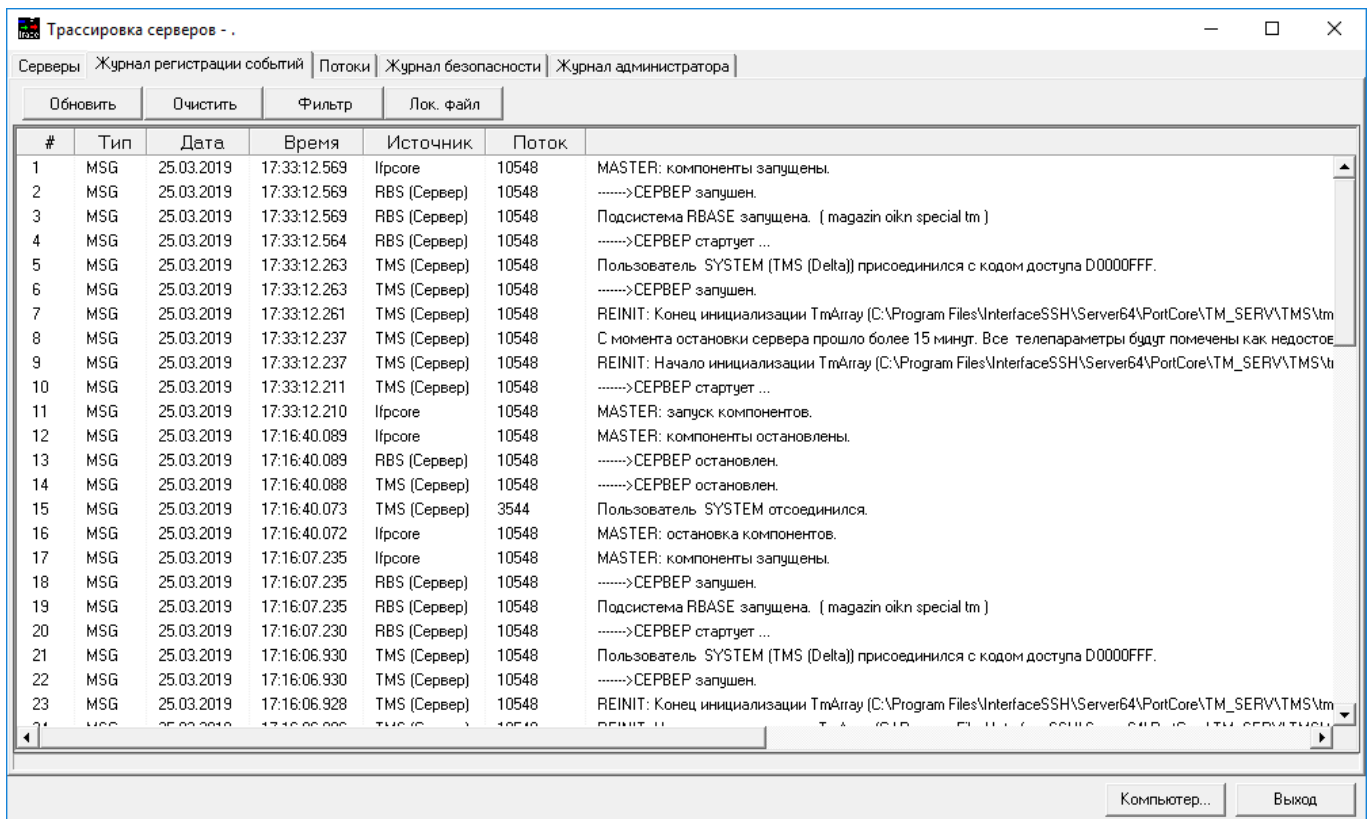 Трассировка серверов - .
Серверы Журнал регистрации событий Потоки Журнал безопасности Журнал администратора
Обновить Очистить Фильтр Лок. файл
# Тип Дата Время Источник Поток
1 MSG 25.03.2019 17:33:12.569 Ifpcore 10548 MASTER: компоненты запущены.
2 MSG 25.03.2019 17:33:12.569 RBS (Сервер) 10548 ------->СЕРВЕР запушен.
3 MSG 25.03.2019 17:33:12.569 RBS (Сервер) 10548 Подсистема RBASE запущена. ( magazin oikn special tm )
4 MSG 25.03.2019 17:33:12.564 RBS (Сервер) 10548 ------->СЕРВЕР стартует ...
5 MSG 25.03.2019 17:33:12.263 TMS (Сервер) 10548 Пользователь SYSTEM (TMS (Delta)) присоединился с кодом доступа D0000FFF.
6 MSG 25.03.2019 17:33:12.263 TMS (Сервер) 10548 ------->СЕРВЕР запушен.
7 MSG 25.03.2019 17:33:12.261 TMS (Сервер) 10548 REINIT: Конец инициализации TmArray (C:\Program Files\InterfaceSSH\Server64\PortCore\TM_SERV\TMS\tm
8 MSG 25.03.2019 17:33:12.237 TMS (Сервер) 10548 С момента остановки сервера прошло более 15 минут. Все телепараметры будут помечены как недостов
9 MSG 25.03.2019 17:33:12.237 TMS (Сервер) 10548 REINIT: Начало инициализации TmArray (C:\Program Files\InterfaceSSH\Server64\PortCore\TM_SERV\TMS\
10 MSG 25.03.2019 17:33:12.211 TMS (Сервер) 10548 ------->СЕРВЕР стартует ...
11 MSG 25.03.2019 17:33:12.210 Ifpcore 10548 MASTER: запуск компонентов.
12 MSG 25.03.2019 17:16:40.089 Ifpcore 10548 MASTER: компоненты остановлены.
13 MSG 25.03.2019 17:16:40.089 RBS (Сервер) 10548 ------->СЕРВЕР остановлен.
14 MSG 25.03.2019 17:16:40.088 TMS (Сервер) 10548 ------->СЕРВЕР остановлен.
15 MSG 25.03.2019 17:16:40.073 TMS (Сервер) 3544 Пользователь SYSTEM отсоединился.
16 MSG 25.03.2019 17:16:40.072 Ifpcore 10548 MASTER: остановка компонентов.
17 MSG 25.03.2019 17:16:07.235 Ifpcore 10548 MASTER: компоненты запущены.
18 MSG 25.03.2019 17:16:07.235 RBS (Сервер) 10548 ------->СЕРВЕР запушен.
19 MSG 25.03.2019 17:16:07.235 RBS (Сервер) 10548 Подсистема RBASE запущена. ( magazin oikn special tm )
20 MSG 25.03.2019 17:16:07.230 RBS (Сервер) 10548 ------->СЕРВЕР стартует ...
21 MSG 25.03.2019 17:16:06.930 TMS (Сервер) 10548 Пользователь SYSTEM (TMS (Delta)) присоединился с кодом доступа D0000FFF.
22 MSG 25.03.2019 17:16:06.930 TMS (Сервер) 10548 ------->СЕРВЕР запушен.
23 MSG 25.03.2019 17:16:06.928 TMS (Сервер) 10548 REINIT: Конец инициализации TmArray (C:\Program Files\InterfaceSSH\Server64\PortCore\TM_SERV\TMS\tm
Компьютер... Выход